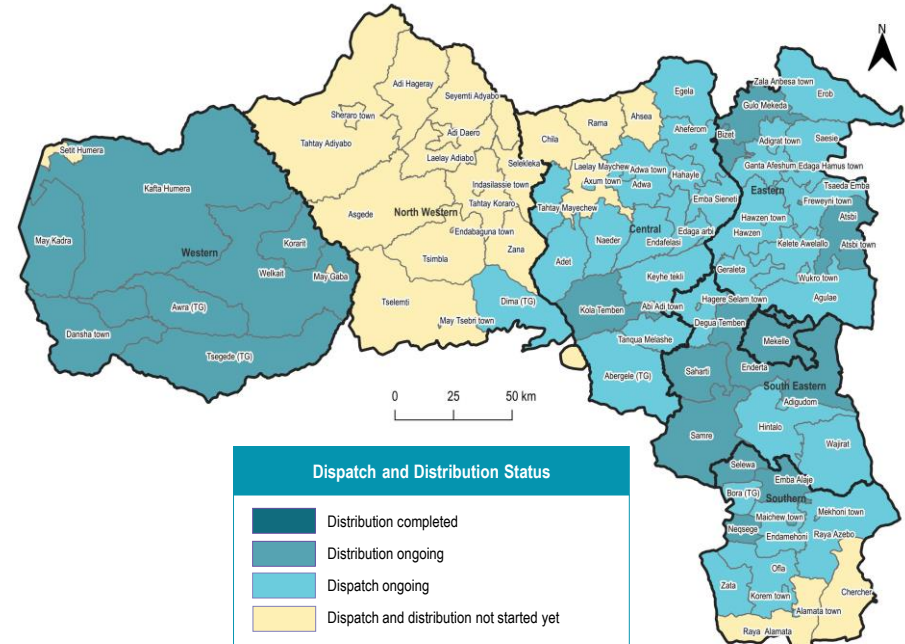 N
Zala Anbesa town
Egela
Erob
Adi Hageray
Gulo Mekeda
Seyemti Adyabo
Sheraro town
Rama
Ahsea
Aheferom
Bizet
Adi Daero
Chila
Adigrat town
Saesie
Tahtay Adiyabo
Setit Humera
Laelay Adiabo
Selekleka
Laelay Maychew
Adwa town
Ganta Afeshum
Edaga Hamus town
Hahayle
Axum town
Adwa
Indasilassie town
Tsaeda Emba
Kafta Humera
Eastern
Emba Sieneti
Freweyni town
Tahtay Koraro
Tahtay Mayechew
Atsbi
Asgede
North Western
Hawzen town
May Kadra
Central
Edaga arbi
Hawzen
Endabaguna town
Naeder
Endafelasi
Kelete Awelallo
Atsbi town
Korarit
Western
Zana
Tsimbla
Adet
Geraleta
Welkait
May Gaba
Keyhe tekli
Wukro town
Tselemti
Dima (TG)
Hagere Selam town
Agulae
Awra (TG)
Kola Temben
Abi Adi town
May Tsebri town
Degua Temben
Dansha town
Tanqua Melashe
Mekelle
Tsegede (TG)
Saharti
Enderta
Abergele (TG)
South Eastern
Adigudom
0 25 50 km
Hintalo
Samre
Wajirat
Selewa
Emba Alaje
Bora (TG)
Southern
Mekhoni town
Maichew town
Neqsege
Endamehoni
Raya Azebo
Ofla
Zata
Chercher
Korem town
Alamata town
Raya Alamata
Dispatch and Distribution Status
Distribution completed
Distribution ongoing
Dispatch ongoing
Dispatch and distribution not started yet